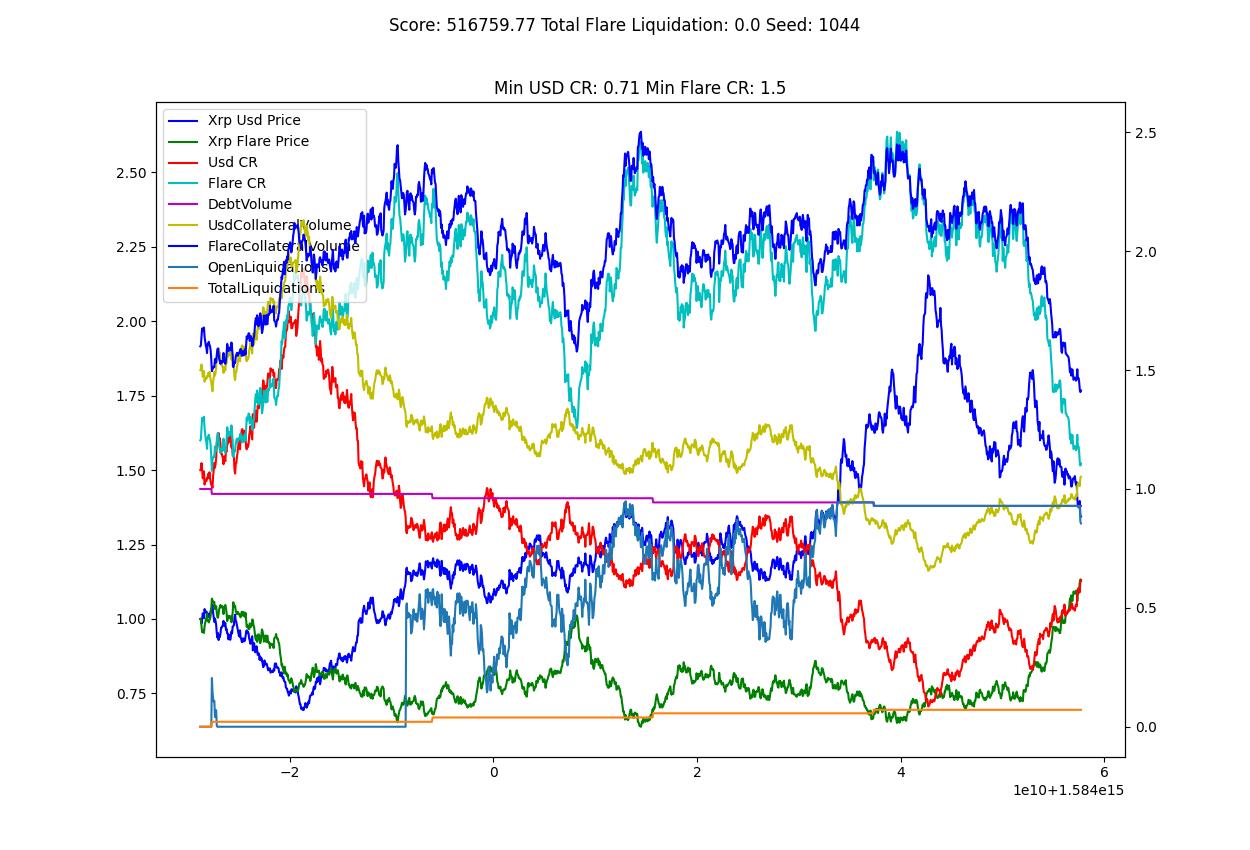 Score: 516759.77 Total Flare Liquidation: 0.0 Seed: 1044
Min USD CR: 0.71 Min Flare CR: 1.5
Xrp Usd Price
Xrp Flare Price
Usd CR
Flare CR
DebtVolume
UsdCollateralVolume
FlareCollateralVolume
OpenLiquidations
TotalLiquidations
2.50
2.25
2.00
1.75
1.50
1.25
1.00
0.75
2.5
2.0
1.5
1.0
0.5
0.0
−2
0
2
4
6
1e10+1.584e15